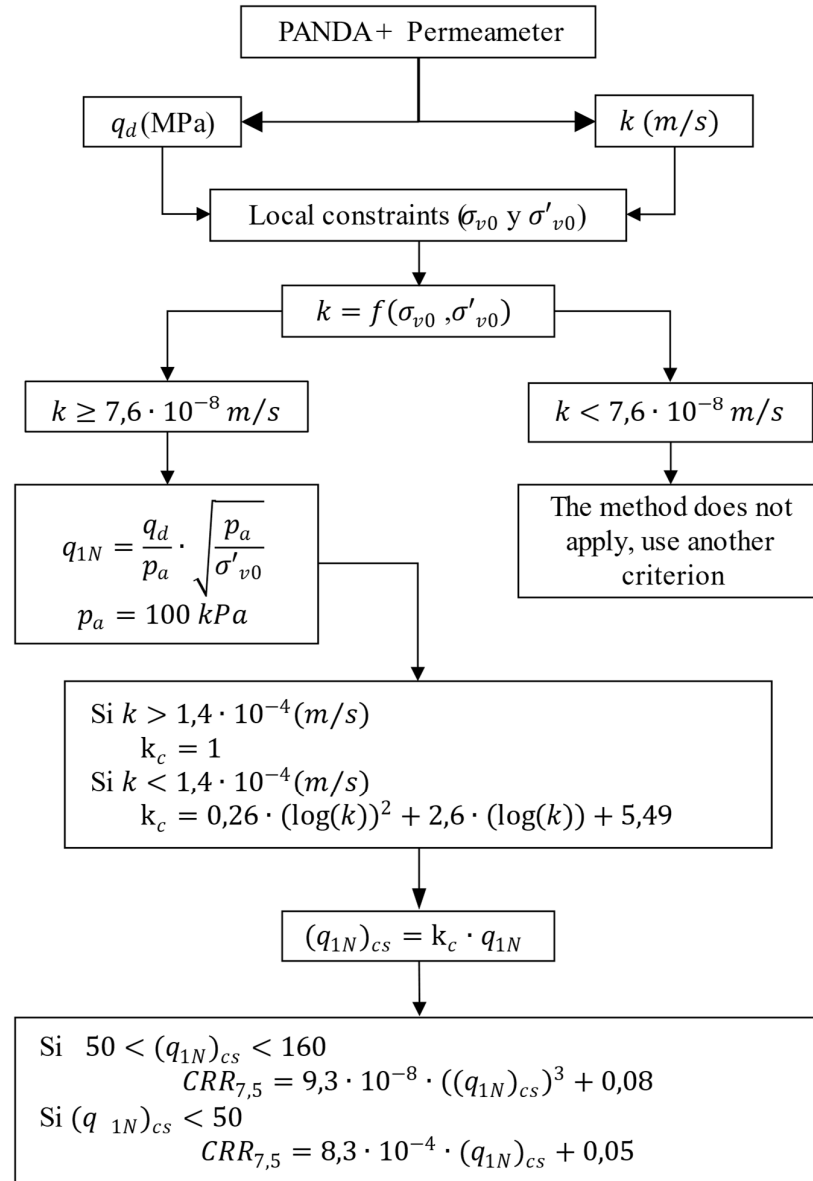 PANDA + Permeameter
q_d (MPa)
k (m/s)
Local constraints (σ_v0 y σ'_v0)
k = f(σ_v0 ,σ'_v0)
k ≥ 7,6 · 10⁻⁸ m/s
k < 7,6 · 10⁻⁸ m/s
q_1N = q_d/p_a · √(p_a/σ'_v0)
p_a = 100 kPa
The method does not
apply, use another
criterion
Si k > 1,4 · 10⁻⁴(m/s)
k_c = 1
Si k < 1,4 · 10⁻⁴(m/s)
k_c = 0,26 · (log(k))² + 2,6 · (log(k)) + 5,49
(q_1N)_cs = k_c · q_1N
Si 50 < (q_1N)_cs < 160
CRR_7,5 = 9,3 · 10⁻⁸ · ((q_1N)_cs)³ + 0,08
Si (q _1N)_cs < 50
CRR_7,5 = 8,3 · 10⁻⁴ · (q_1N)_cs + 0,05